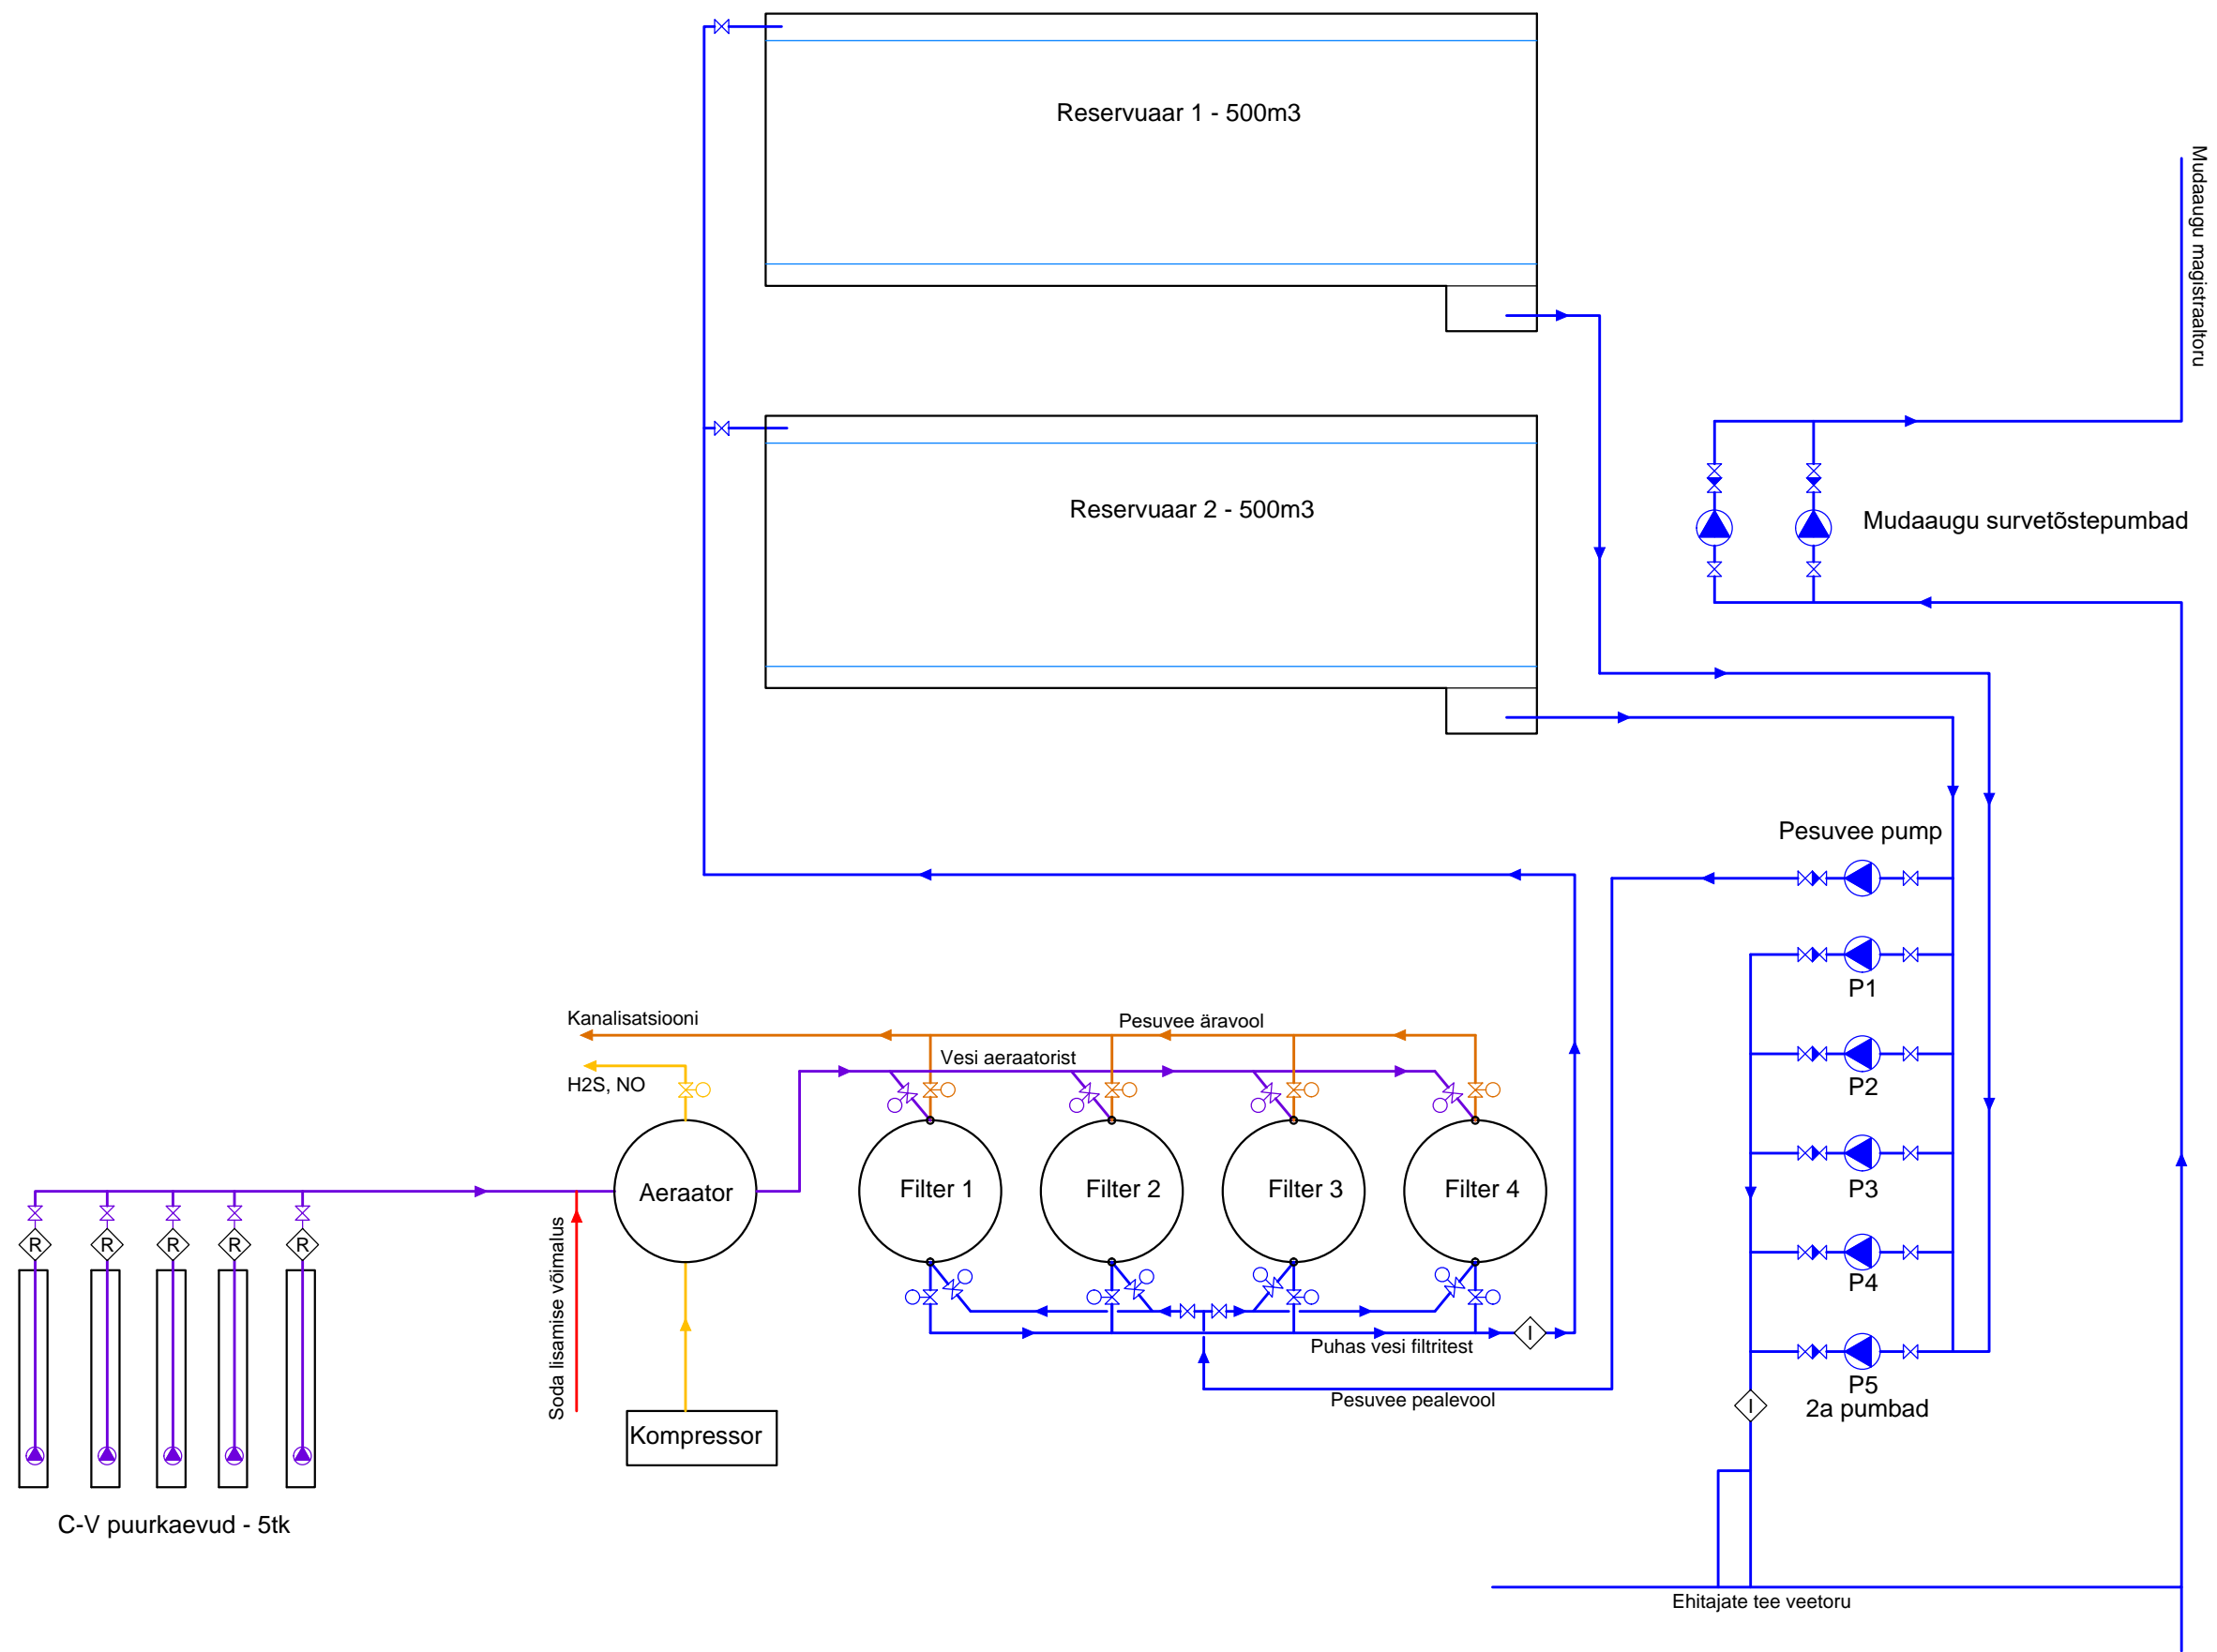 Reservuaar 1 - 500m3
Mudaaugu magistraaltoru
Reservuaar 2 - 500m3
Mudaaugu survetõstepumbad
Pesuvee pump
P1
Kanalisatsiooni
Pesuvee äravool
Vesi aeraatorist
H2S, NO
P2
Aeraator
Filter 1
Filter 2
Filter 3
Filter 4
P3
R
R
R
R
R
Soda lisamise võimalus
P4
I
Puhas vesi filtritest
Pesuvee pealevool
P5
2a pumbad
I
Kompressor
C-V puurkaevud - 5tk
Ehitajate tee veetoru